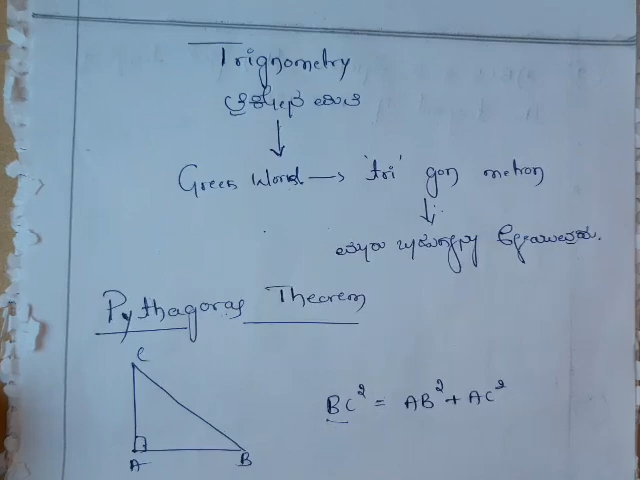 Trignometry
ತ್ರಿಕೋನ ಮಿತಿ
Greek Word → 'tri' gon metron
ಮೂರು
Pythagoras Theorem
C
BC² = AB² + AC²
A B